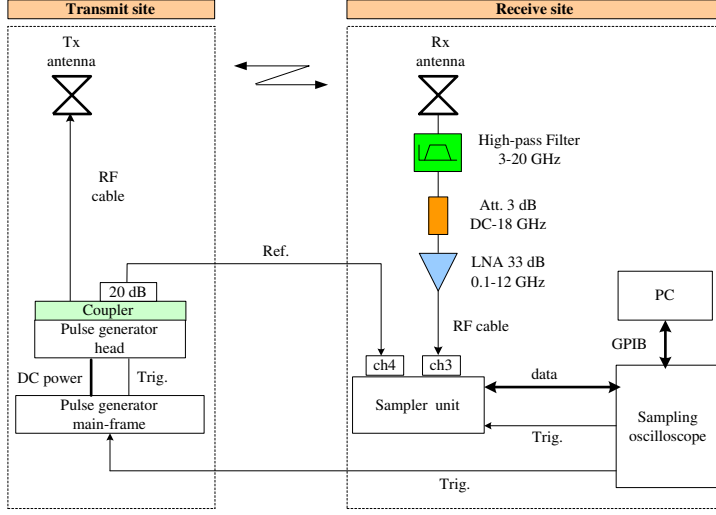 Transmit site
Receive site
Tx
antenna
Rx
antenna
High-pass Filter
3-20 GHz
RF
cable
Att. 3 dB
DC-18 GHz
Ref.
LNA 33 dB
0.1-12 GHz
20 dB
Coupler
Pulse generator
head
PC
RF cable
GPIB
ch4
ch3
DC power
Trig.
data
Pulse generator
main-frame
Sampler unit
Sampling
oscilloscope
Trig.
Trig.